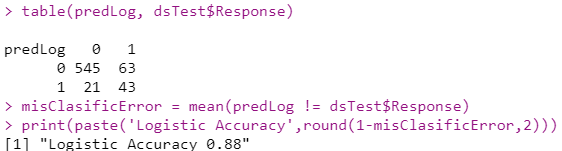 > table(predLog, dsTest$Response)
predLog 0 1
0 545 63
1 21 43
> misClasificError = mean(predLog != dsTest$Response)
> print(paste('Logistic Accuracy',round(1-misClasificError,2)))
[1] "Logistic Accuracy 0.88"